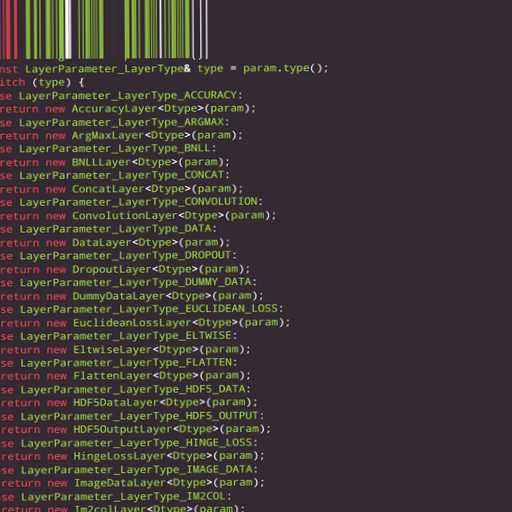 nst LayerParameter_LayerType& type = param.type();
itch (type) {
se LayerParameter_LayerType_ACCURACY:
return new AccuracyLayer<Dtype>(param);
se LayerParameter_LayerType_ARGMAX:
return new ArgMaxLayer<Dtype>(param);
se LayerParameter_LayerType_BNLL:
return new BNLLLayer<Dtype>(param);
se LayerParameter_LayerType_CONCAT:
return new ConcatLayer<Dtype>(param);
se LayerParameter_LayerType_CONVOLUTION:
return new ConvolutionLayer<Dtype>(param);
se LayerParameter_LayerType_DATA:
return new DataLayer<Dtype>(param);
se LayerParameter_LayerType_DROPOUT:
return new DropoutLayer<Dtype>(param);
se LayerParameter_LayerType_DUMMY_DATA:
return new DummyDataLayer<Dtype>(param);
se LayerParameter_LayerType_EUCLIDEAN_LOSS:
return new EuclideanLossLayer<Dtype>(param);
se LayerParameter_LayerType_ELTWISE:
return new EltwiseLayer<Dtype>(param);
se LayerParameter_LayerType_FLATTEN:
return new FlattenLayer<Dtype>(param);
se LayerParameter_LayerType_HDF5_DATA:
return new HDF5DataLayer<Dtype>(param);
se LayerParameter_LayerType_HDF5_OUTPUT:
return new HDF5OutputLayer<Dtype>(param);
se LayerParameter_LayerType_HINGE_LOSS:
return new HingeLossLayer<Dtype>(param);
se LayerParameter_LayerType_IMAGE_DATA:
return new ImageDataLayer<Dtype>(param);
se LayerParameter_LayerType_IM2COL:
return new Im2colLayer<Dtype>(param);